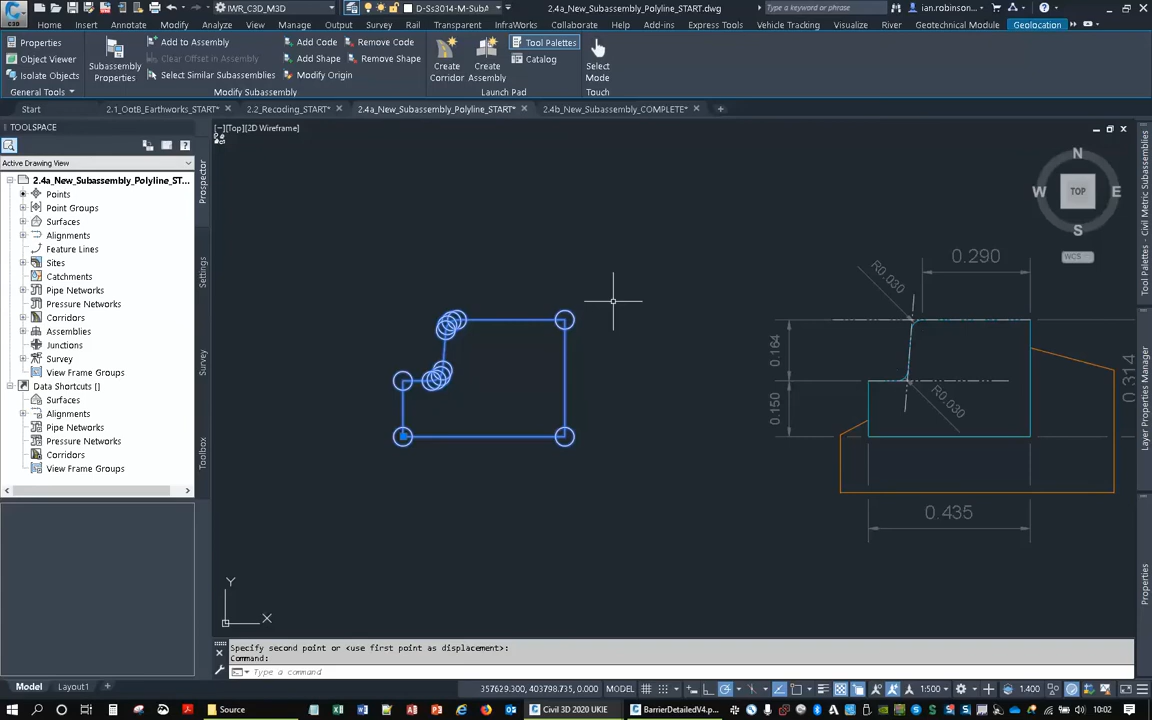 IWR_C3D_M3D
D-Ss3014-M-SubA...
2.4a_New_Subassembly_Polyline_START.dwg
Type a keyword or phrase
ian.robinson...
Home Insert Annotate Modify Analyze View Manage Output Survey Rail Transparent InfraWorks Collaborate Help Add-ins Express Tools Featured Apps Vehicle Tracking Visualize River Geotechnical Module Geolocation
Properties
Object Viewer
Isolate Objects
General Tools
Subassembly
Properties
Add to Assembly
Clear Offset in Assembly
Select Similar Subassemblies
Add Code
Add Shape
Modify Origin
Remove Code
Remove Shape
Modify Subassembly
Create
Corridor
Create
Assembly
Tool Palettes
Catalog
Launch Pad
Select
Mode
Touch
Start
2.1_OotB_Earthworks_START*
2.2_Recoding_START*
2.4a_New_Subassembly_Polyline_START*
2.4b_New_Subassembly_COMPLETE*
TOOLSPACE
Active Drawing View
2.4a_New_Subassembly_Polyline_ST...
Points
Point Groups
Surfaces
Alignments
Feature Lines
Sites
Catchments
Pipe Networks
Pressure Networks
Corridors
Assemblies
Junctions
Survey
View Frame Groups
Data Shortcuts []
Surfaces
Alignments
Pipe Networks
Pressure Networks
Corridors
View Frame Groups
Prospector
Settings
Survey
Toolbox
[−][Top][2D Wireframe]
N
W
TOP
E
S
WCS
0.290
R0.030
0.164
0.150
R0.030
0.314
0.435
Tool Palettes - Civil Metric Subassemblies
Layer Properties Manager
Properties
Y
X
Specify second point or <use first point as displacement>:
Command:
Type a command
Model
Layout1
357629.300, 403798.735, 0.000
MODEL
1:500
1.400
Source
Civil 3D 2020 UKIE
BarrierDetailedV4.p...
10:02